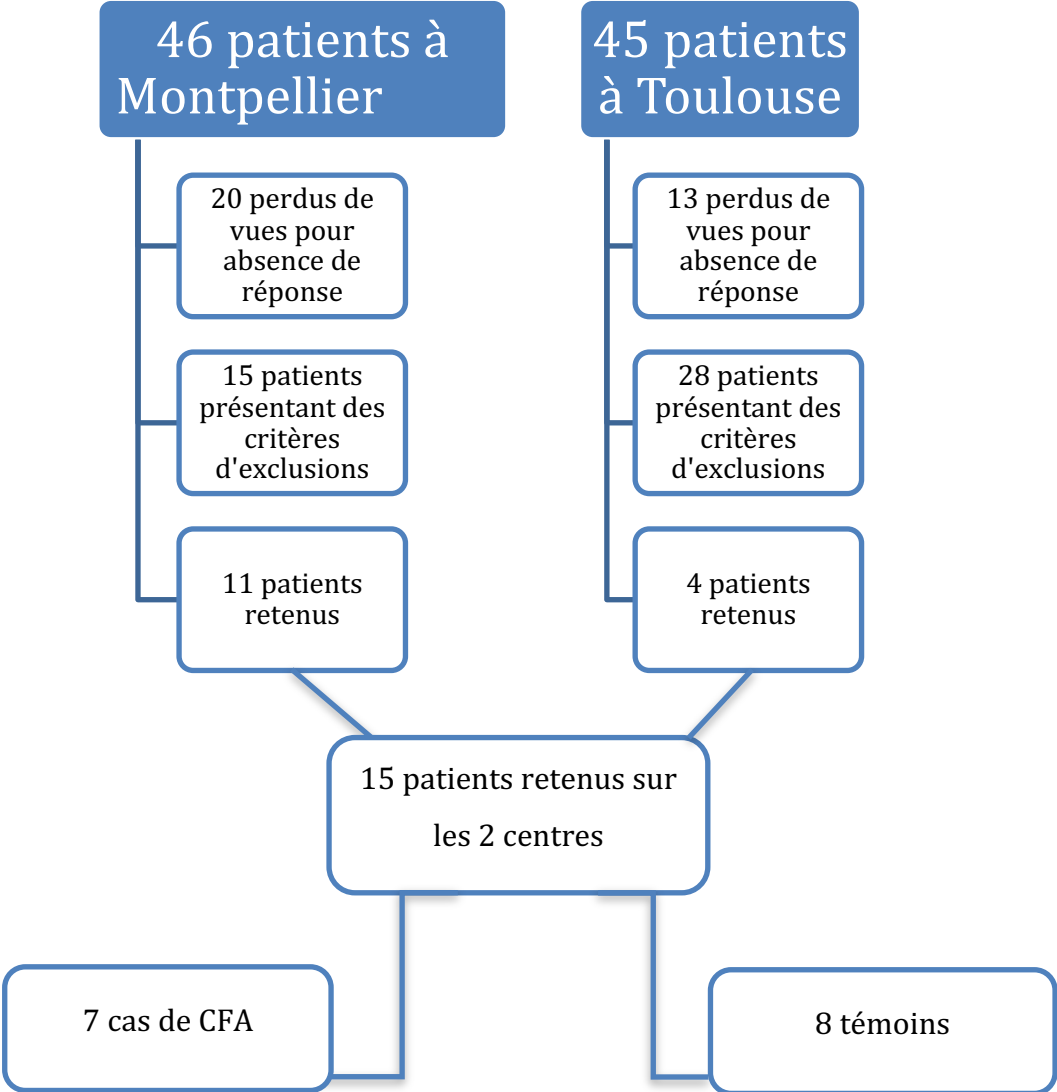 46 patients à
Montpellier
20 perdus de
vues pour
absence de
réponse
15 patients
présentant des
critères
d'exclusions
11 patients
retenus
45 patients
à Toulouse
13 perdus de
vues pour
absence de
réponse
28 patients
présentant des
critères
d'exclusions
4 patients
retenus
15 patients retenus sur
les 2 centres
7 cas de CFA
8 témoins